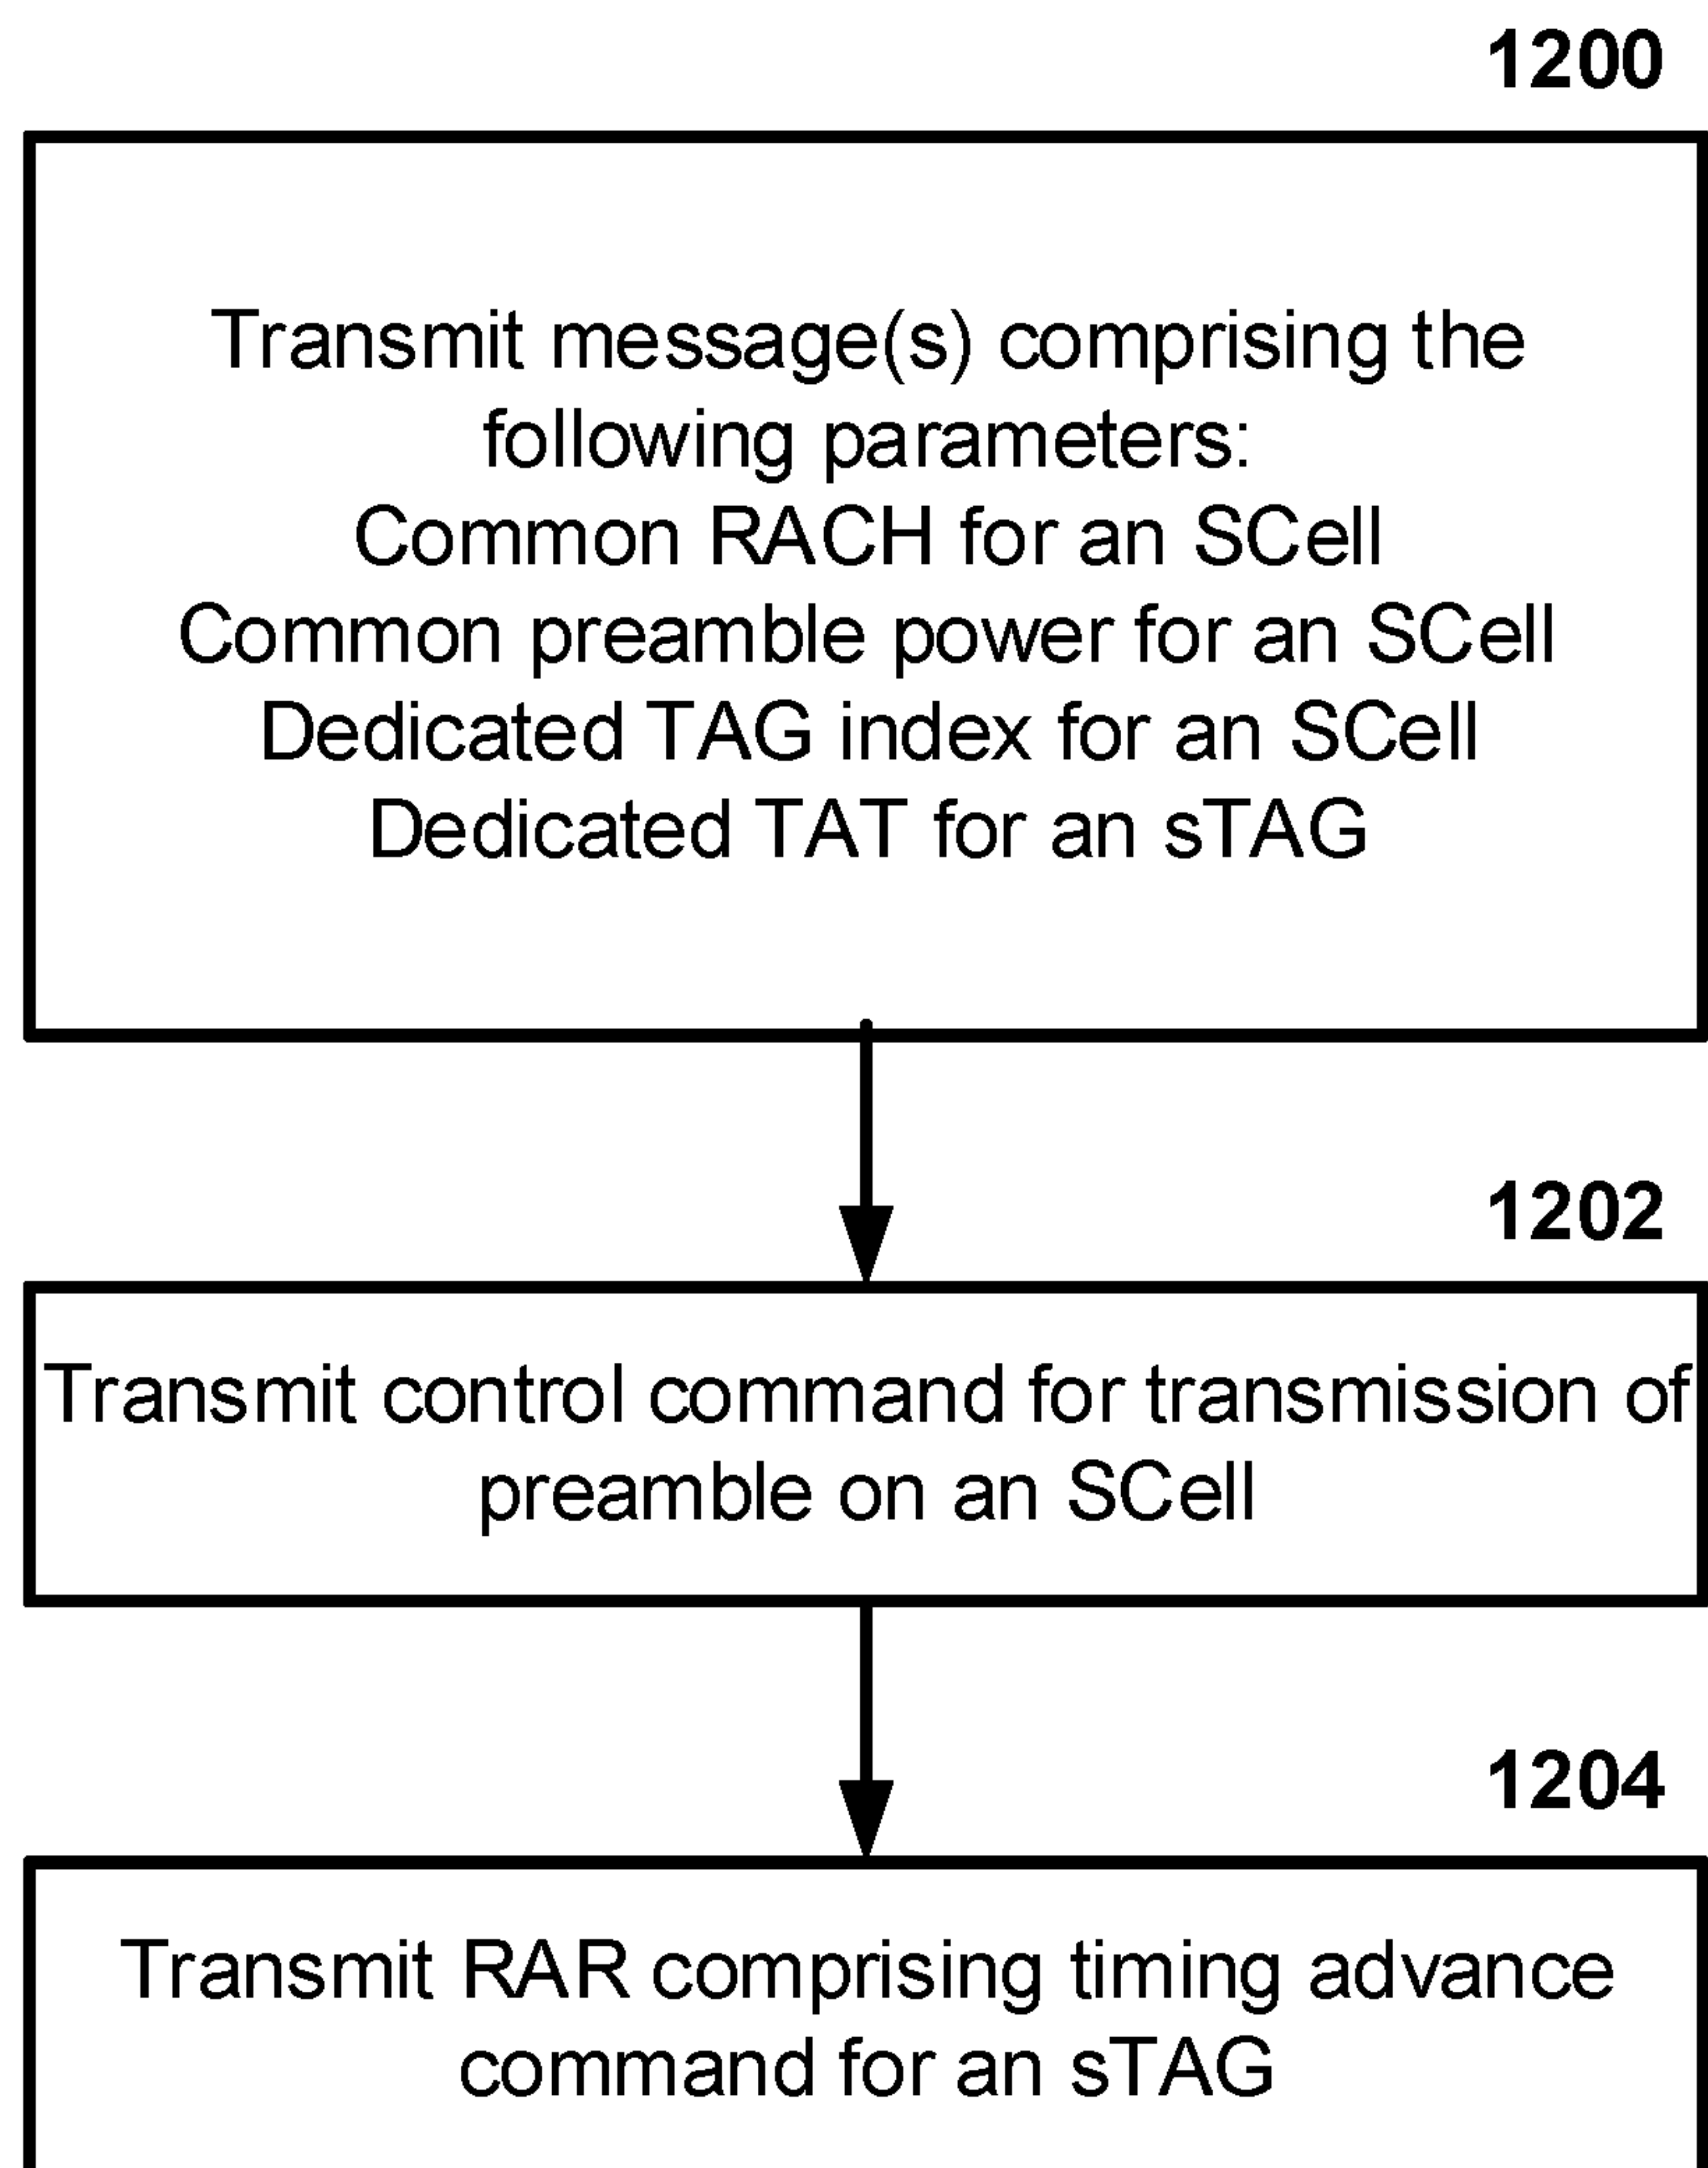 1200
Transmit message(s) comprising the
following parameters:
Common RACH for an SCell
Common preamble power for an SCell
Dedicated TAG index for an SCell
Dedicated TAT for an sTAG
1202
Transmit control command for transmission of
preamble on an SCell
1204
Transmit RAR comprising timing advance
command for an sTAG